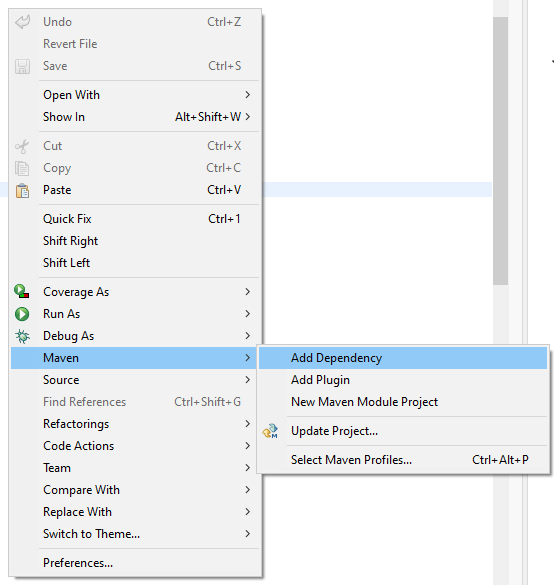 Undo Ctrl+Z
Revert File
Save Ctrl+S
Open With
Show In Alt+Shift+W
Cut Ctrl+X
Copy Ctrl+C
Paste Ctrl+V
Quick Fix Ctrl+1
Shift Right
Shift Left
Coverage As
Run As
Debug As
Maven
Source
Find References Ctrl+Shift+G
Refactorings
Code Actions
Team
Compare With
Replace With
Switch to Theme...
Preferences...
Add Dependency
Add Plugin
New Maven Module Project
Update Project...
Select Maven Profiles... Ctrl+Alt+P